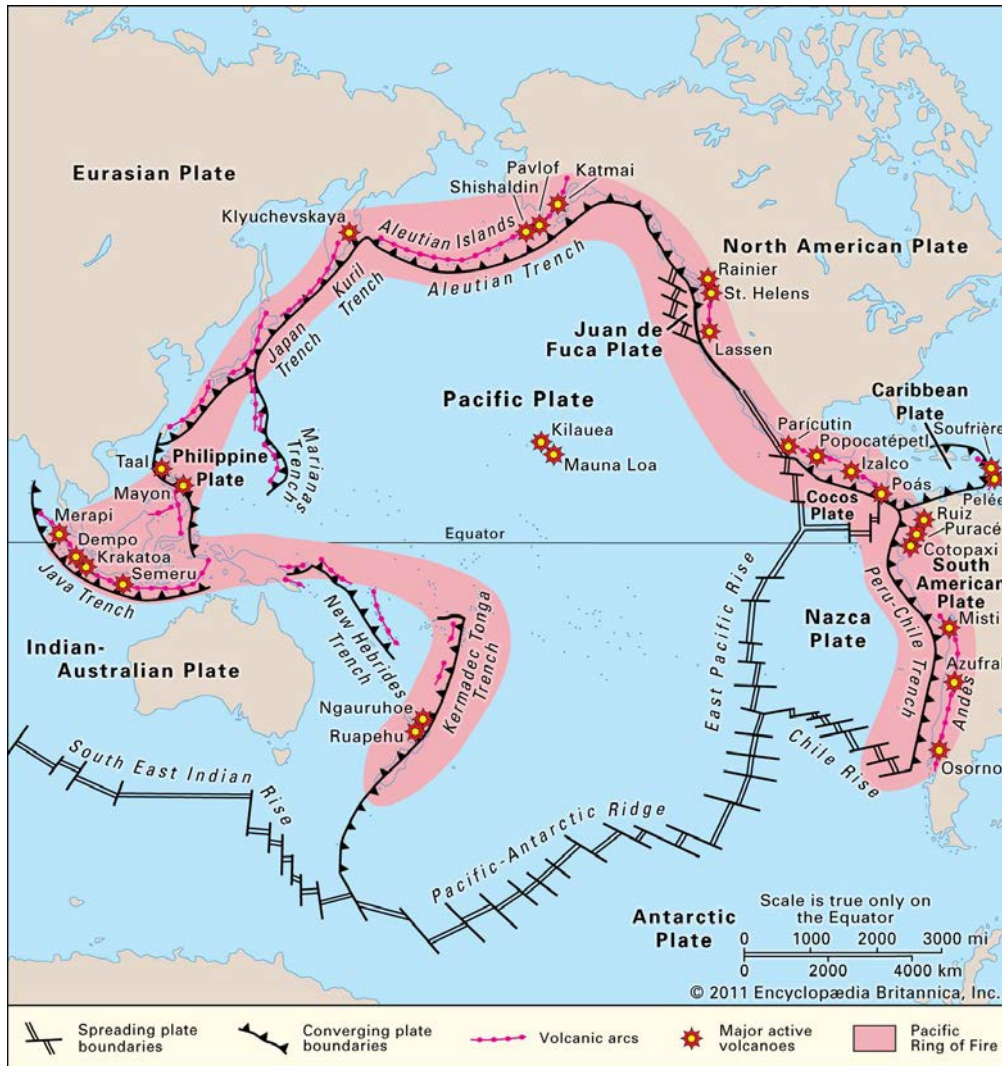 Eurasian Plate
Klyuchevskaya
Pavlof
Shishaldin
Katmai
Aleutian Islands
Aleutian Trench
Kuril
Trench
Japan
Trench
North American Plate
Rainier
St. Helens
Juan de
Fuca Plate
Lassen
Pacific Plate
Kilauea
Mauna Loa
Caribbean
Plate
Soufrière
Parícutin
Popocatépetl
Izalco
Poás
Pelée
Cocos
Plate
Ruiz
Puracé
Cotopaxi
South
American
Plate
Taal
Philippine
Plate
Mayon
Marianas
Trench
Merapi
Dempo
Krakatoa
Semeru
Java Trench
Equator
Indian-
Australian Plate
New Hebrides
Trench
Kermadec Tonga
Trench
Ngauruhoe
Ruapehu
East Pacific Rise
Nazca
Plate
Peru-Chile Trench
Misti
Azufral
Andes
Osorno
Chile Rise
South East Indian Rise
Pacific-Antarctic Ridge
Antarctic
Plate
Scale is true only on
the Equator
0 1000 2000 3000 mi
0 2000 4000 km
© 2011 Encyclopædia Britannica, Inc.
Spreading plate
boundaries
Converging plate
boundaries
Volcanic arcs
Major active
volcanoes
Pacific
Ring of Fire